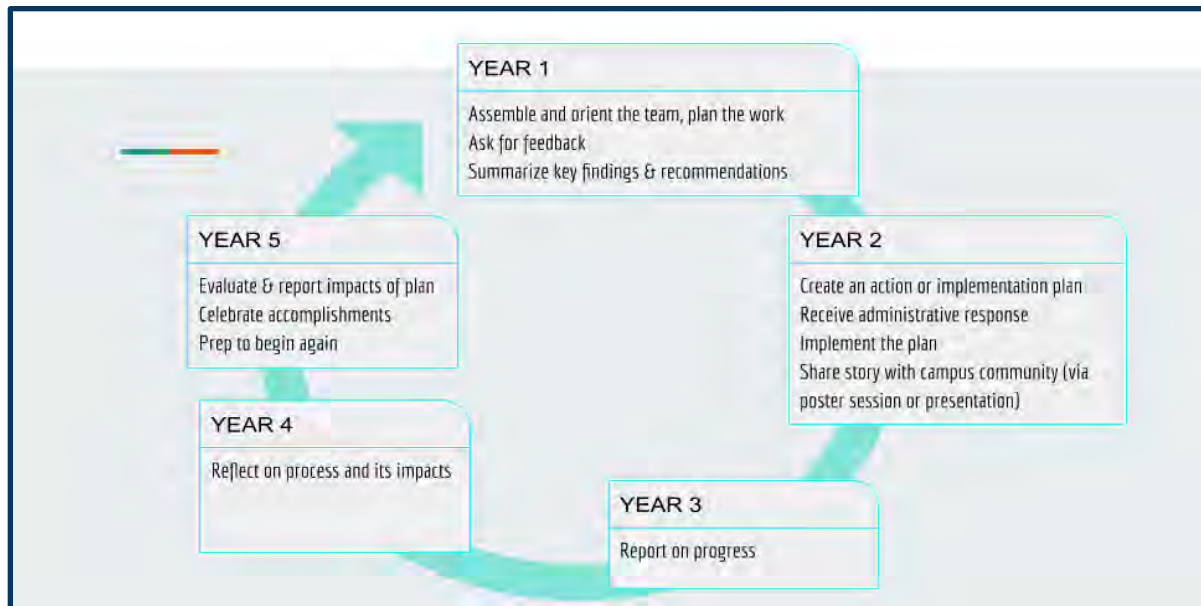 YEAR 1
Assemble and orient the team, plan the work
Ask for feedback
Summarize key findings & recommendations
YEAR 2
Create an action or implementation plan
Receive administrative response
Implement the plan
Share story with campus community (via
poster session or presentation)
YEAR 3
Report on progress
YEAR 4
Reflect on process and its impacts
YEAR 5
Evaluate & report impacts of plan
Celebrate accomplishments
Prep to begin again